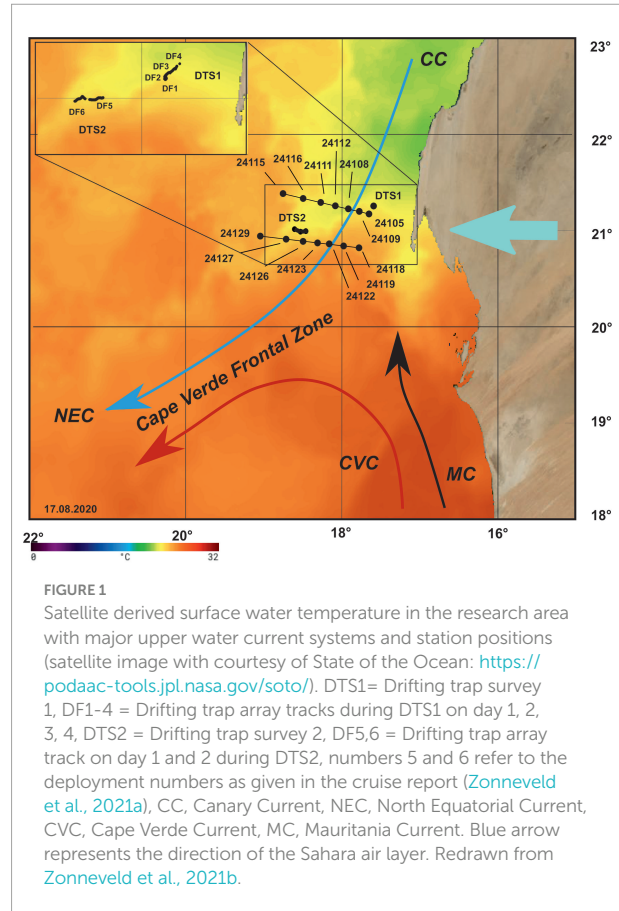 DF4
DF3
DF2
DTS1
DF1
DF6
DF5
DTS2
CC
23°
22°
21°
20°
19°
18°
24112
24116
24111
24108
24115
DTS1
DTS2
24105
24109
24129
24127
24126
24123
24118
24119
24122
Cape Verde Frontal Zone
NEC
CVC
MC
17.08.2020
22°
20°
18°
16°
0
°C
32
FIGURE 1
Satellite derived surface water temperature in the research area
with major upper water current systems and station positions
(satellite image with courtesy of State of the Ocean: https://
podaac-tools.jpl.nasa.gov/soto/). DTS1= Drifting trap survey
1, DF1-4 = Drifting trap array tracks during DTS1 on day 1, 2,
3, 4, DTS2 = Drifting trap survey 2, DF5,6 = Drifting trap array
track on day 1 and 2 during DTS2, numbers 5 and 6 refer to the
deployment numbers as given in the cruise report (Zonneveld
et al., 2021a), CC, Canary Current, NEC, North Equatorial Current,
CVC, Cape Verde Current, MC, Mauritania Current. Blue arrow
represents the direction of the Sahara air layer. Redrawn from
Zonneveld et al., 2021b.